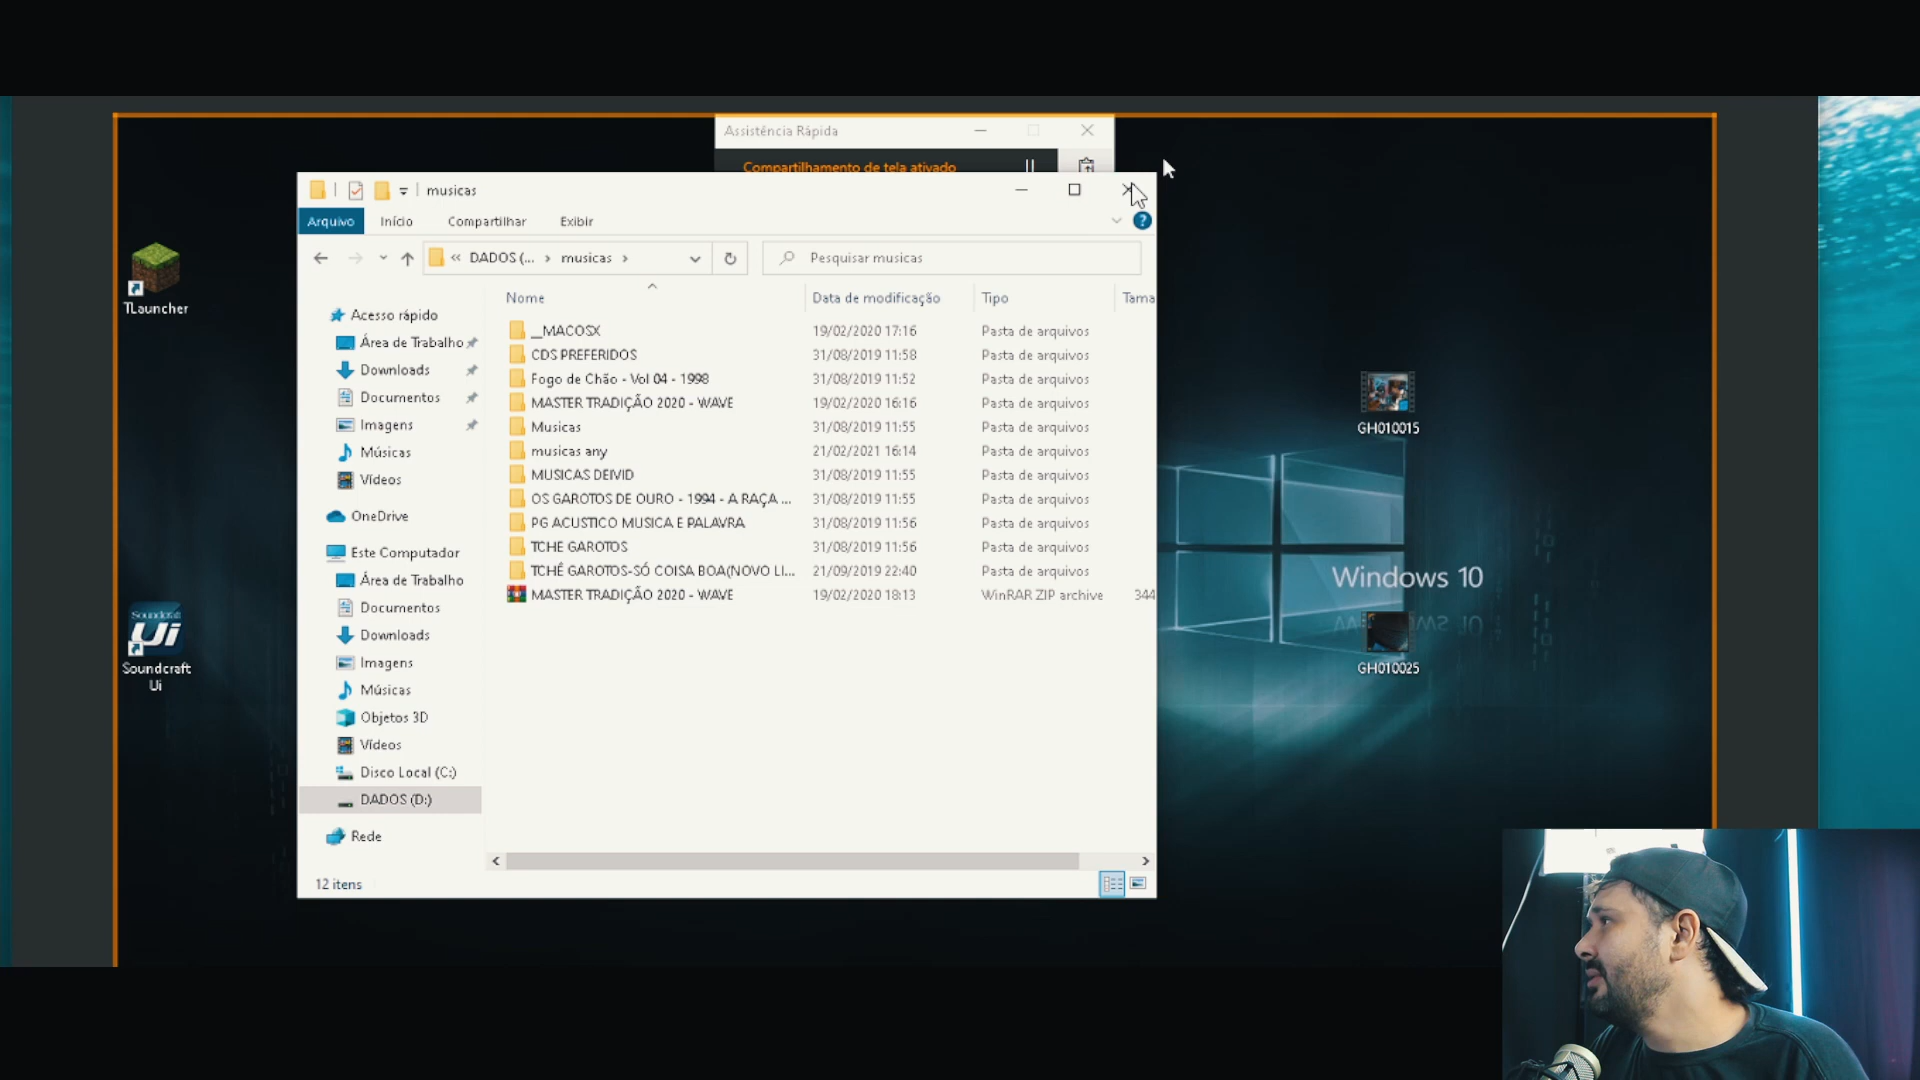 Assistência Rápida
Compartilhamento de tela ativado
musicas
Arquivo Início Compartilhar Exibir
« DADOS (... › musicas ›
Pesquisar musicas
Nome Data de modificação Tipo Tama
__MACOSX 19/02/2020 17:16 Pasta de arquivos
CDS PREFERIDOS 31/08/2019 11:58 Pasta de arquivos
Fogo de Chão - Vol 04 - 1998 31/08/2019 11:52 Pasta de arquivos
MASTER TRADIÇÃO 2020 - WAVE 19/02/2020 16:16 Pasta de arquivos
Musicas 31/08/2019 11:55 Pasta de arquivos
musicas any 21/02/2021 16:14 Pasta de arquivos
MUSICAS DEIVID 31/08/2019 11:55 Pasta de arquivos
OS GAROTOS DE OURO - 1994 - A RAÇA ... 31/08/2019 11:55 Pasta de arquivos
PG ACUSTICO MUSICA E PALAVRA 31/08/2019 11:56 Pasta de arquivos
TCHE GAROTOS 31/08/2019 11:56 Pasta de arquivos
TCHÊ GAROTOS-SÓ COISA BOA(NOVO LI... 21/09/2019 22:40 Pasta de arquivos
MASTER TRADIÇÃO 2020 - WAVE 19/02/2020 18:13 WinRAR ZIP archive 344
Acesso rápido
Área de Trabalho
Downloads
Documentos
Imagens
Músicas
Vídeos
OneDrive
Este Computador
Área de Trabalho
Documentos
Downloads
Imagens
Músicas
Objetos 3D
Vídeos
Disco Local (C:)
DADOS (D:)
Rede
12 itens
TLauncher
Soundcraft
Ui
Soundcraft
Ui
GH010015
Windows 10
GH010025